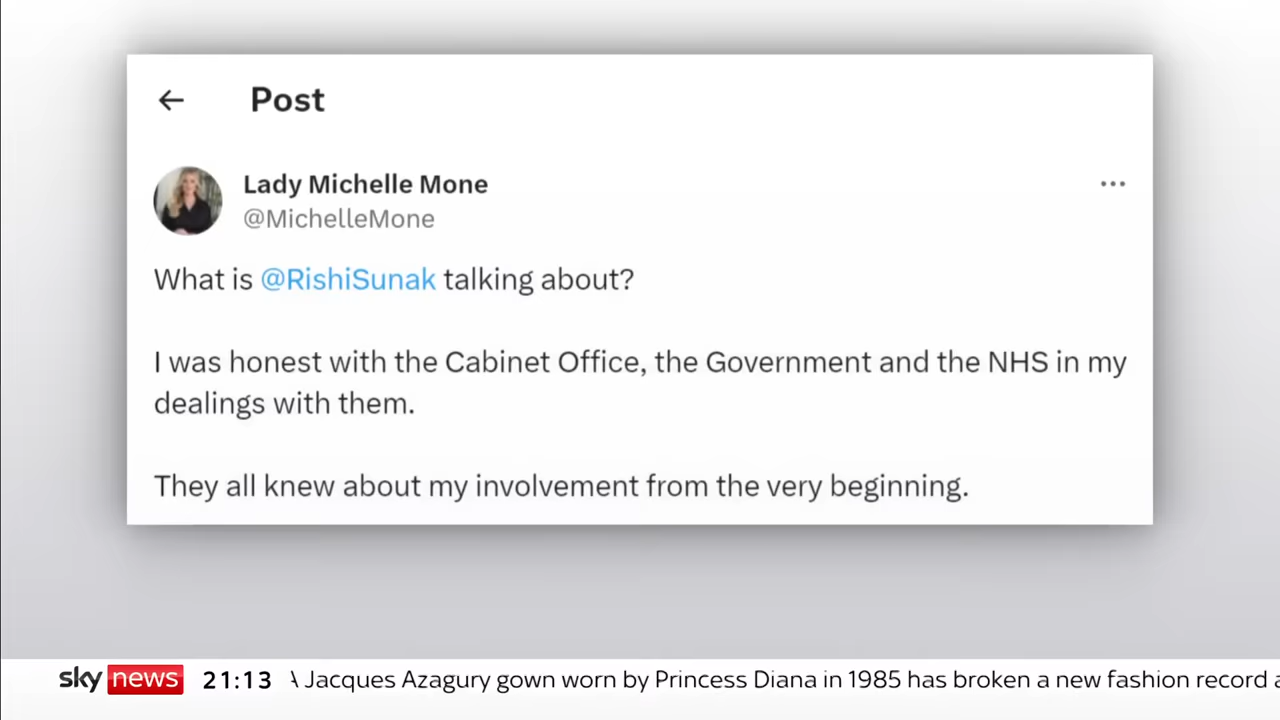 Post
Lady Michelle Mone
@MichelleMone
What is @RishiSunak talking about?
I was honest with the Cabinet Office, the Government and the NHS in my
dealings with them.
They all knew about my involvement from the very beginning.
sky news 21:13 Jacques Azagury gown worn by Princess Diana in 1985 has broken a new fashion record